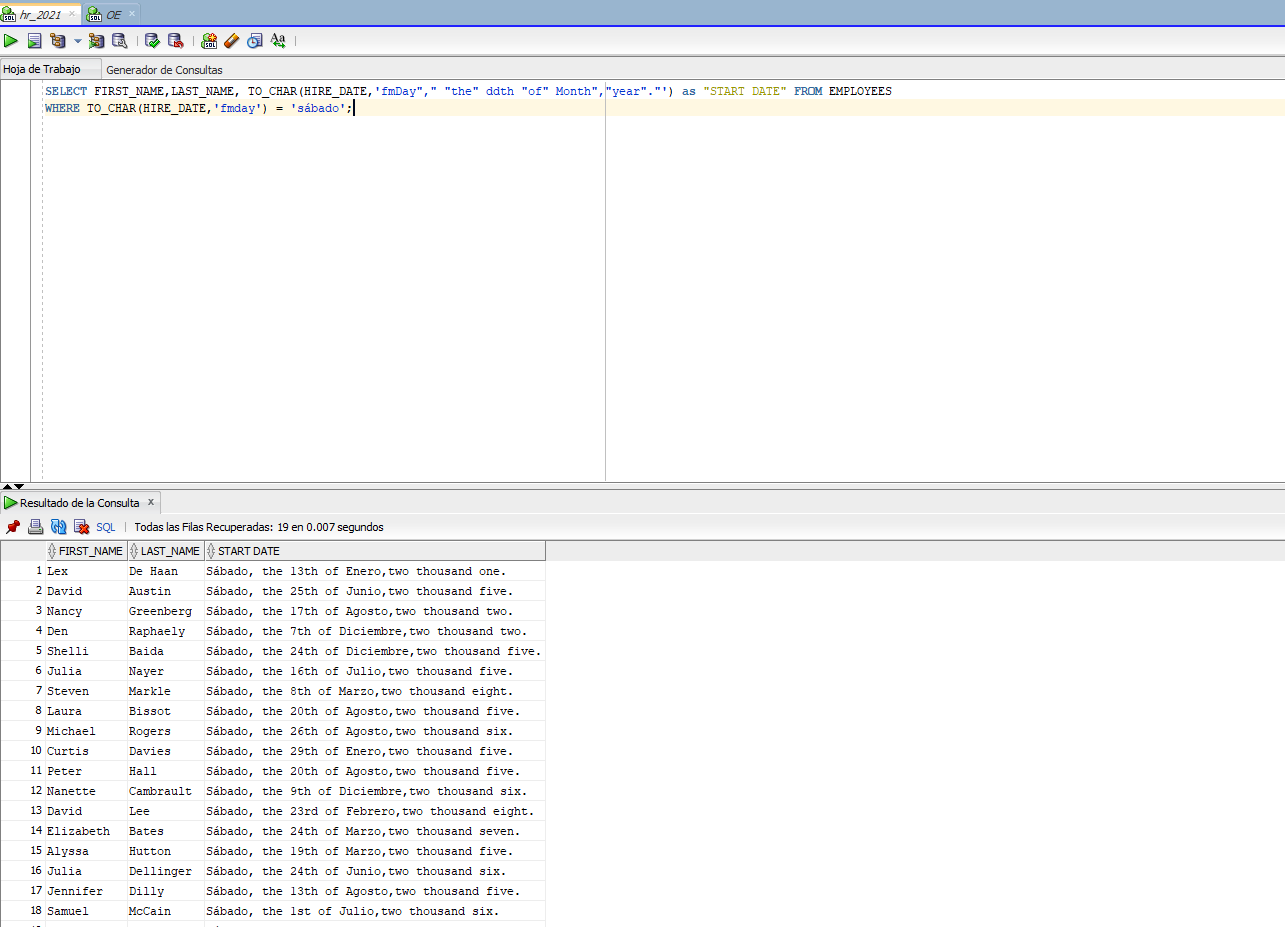 hr_2021 OE
Hoja de Trabajo Generador de Consultas
SELECT FIRST_NAME,LAST_NAME, TO_CHAR(HIRE_DATE,'fmDay"," "the" ddth "of" Month","year"."') as "START DATE" FROM EMPLOYEES
WHERE TO_CHAR(HIRE_DATE,'fmday') = 'sábado';
Resultado de la Consulta x
SQL | Todas las Filas Recuperadas: 19 en 0.007 segundos
FIRST_NAME LAST_NAME START DATE
1 Lex De Haan Sábado, the 13th of Enero,two thousand one.
2 David Austin Sábado, the 25th of Junio,two thousand five.
3 Nancy Greenberg Sábado, the 17th of Agosto,two thousand two.
4 Den Raphaely Sábado, the 7th of Diciembre,two thousand two.
5 Shelli Baida Sábado, the 24th of Diciembre,two thousand five.
6 Julia Nayer Sábado, the 16th of Julio,two thousand five.
7 Steven Markle Sábado, the 8th of Marzo,two thousand eight.
8 Laura Bissot Sábado, the 20th of Agosto,two thousand five.
9 Michael Rogers Sábado, the 26th of Agosto,two thousand six.
10 Curtis Davies Sábado, the 29th of Enero,two thousand five.
11 Peter Hall Sábado, the 20th of Agosto,two thousand five.
12 Nanette Cambrault Sábado, the 9th of Diciembre,two thousand six.
13 David Lee Sábado, the 23rd of Febrero,two thousand eight.
14 Elizabeth Bates Sábado, the 24th of Marzo,two thousand seven.
15 Alyssa Hutton Sábado, the 19th of Marzo,two thousand five.
16 Julia Dellinger Sábado, the 24th of Junio,two thousand six.
17 Jennifer Dilly Sábado, the 13th of Agosto,two thousand five.
18 Samuel McCain Sábado, the 1st of Julio,two thousand six.